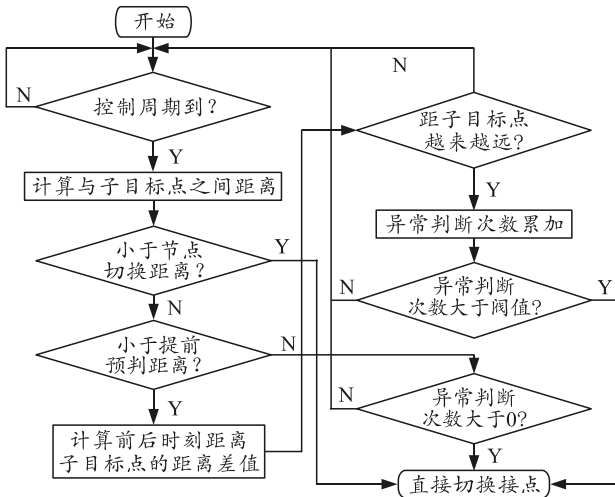 开始
N
控制周期到?
Y
计算与子目标点之间距离
小于节点
切换距离?
Y
N
小于提前
预判距离?
N
Y
计算前后时刻距离
子目标点的距离差值
N
距子目标点
越来越远?
Y
异常判断次数累加
N
异常判断
次数大于阀值?
Y
N
异常判断
次数大于0?
Y
直接切换接点